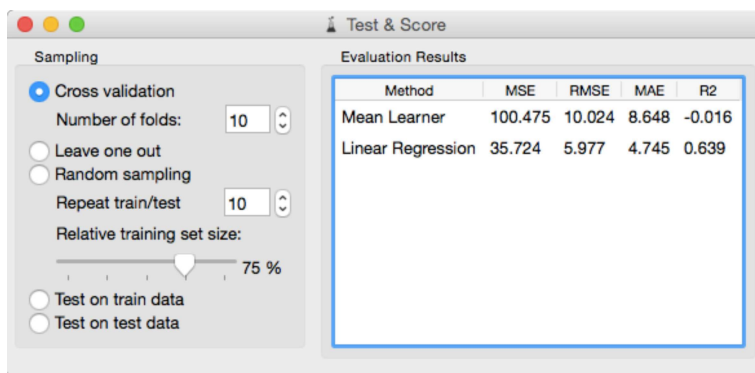 Test & Score
Sampling
Cross validation
Number of folds: 10
Leave one out
Random sampling
Repeat train/test 10
Relative training set size:
75 %
Test on train data
Test on test data
Evaluation Results
Method MSE RMSE MAE R2
Mean Learner 100.475 10.024 8.648 -0.016
Linear Regression 35.724 5.977 4.745 0.639